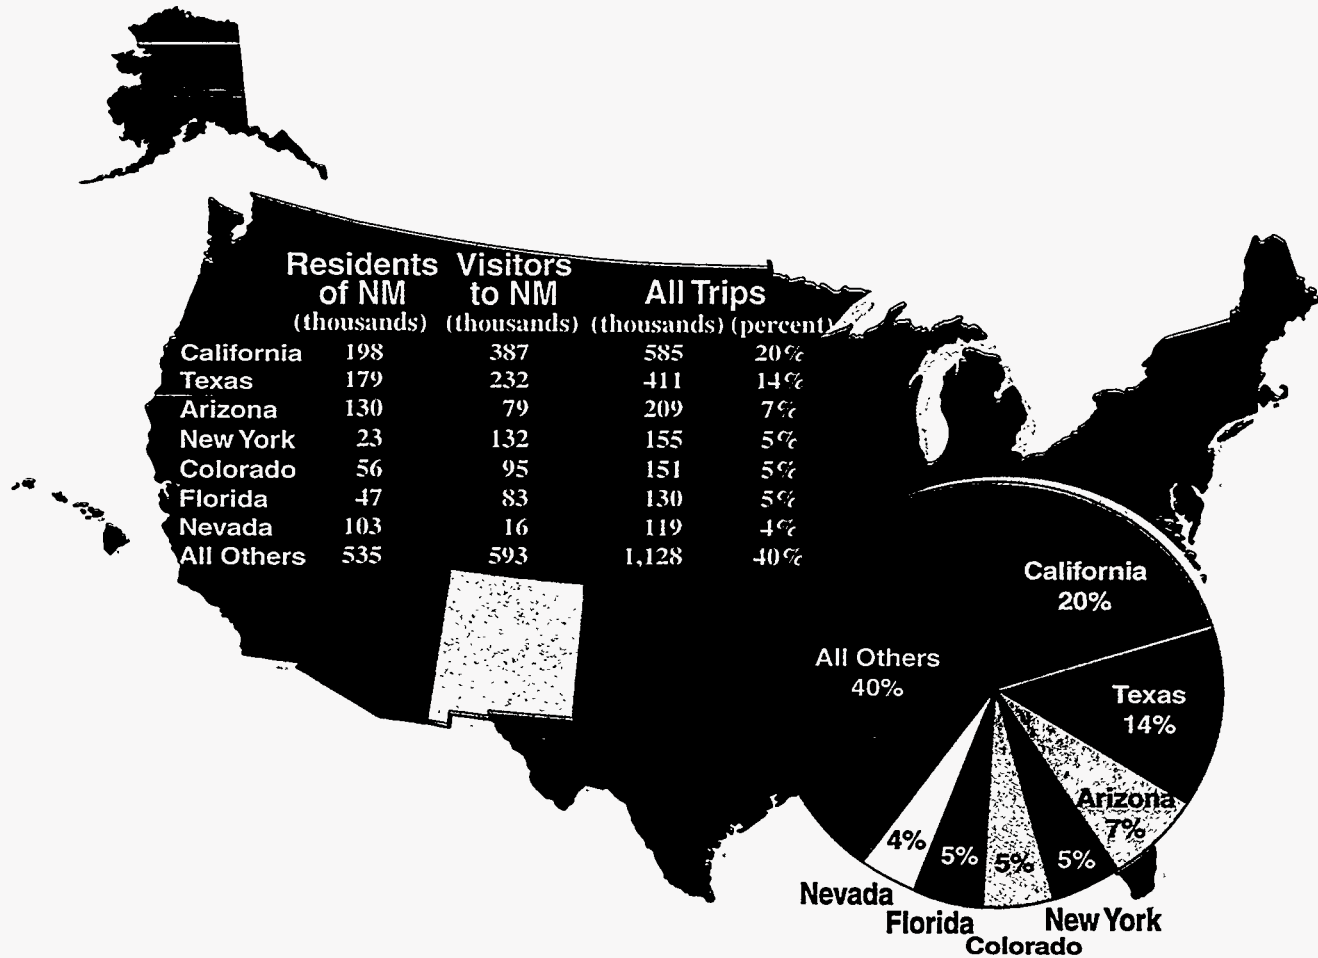 Residents Visitors
of NM to NM All Trips
(thousands) (thousands) (thousands) (percent)
California 198 387 585 20%
Texas 179 232 411 14%
Arizona 130 79 209 7%
New York 23 132 155 5%
Colorado 56 95 151 5%
Florida 47 83 130 5%
Nevada 103 16 119 4%
All Others 535 593 1,128 40%
California
20%
All Others
40%
Texas
14%
Arizona
7%
4% 5% 5% 5%
Nevada
Florida
New York
Colorado